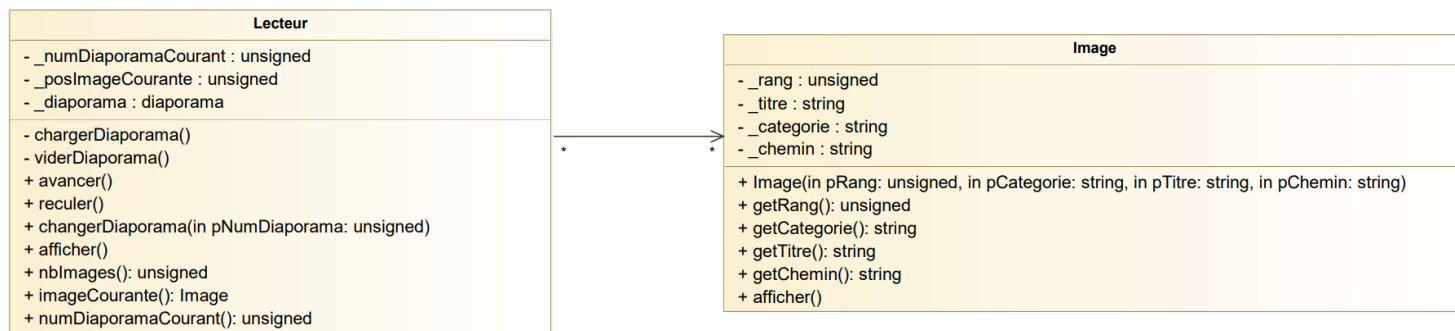 Lecteur
- _numDiaporamaCourant : unsigned
- _posImageCourante : unsigned
- _diaporama : diaporama
- chargerDiaporama()
- viderDiaporama()
+ avancer()
+ reculer()
+ changerDiaporama(in pNumDiaporama: unsigned)
+ afficher()
+ nbImages(): unsigned
+ imageCourante(): Image
+ numDiaporamaCourant(): unsigned
* *
Image
- _rang : unsigned
- _titre : string
- _categorie : string
- _chemin : string
+ Image(in pRang: unsigned, in pCategorie: string, in pTitre: string, in pChemin: string)
+ getRang(): unsigned
+ getCategorie(): string
+ getTitre(): string
+ getChemin(): string
+ afficher()